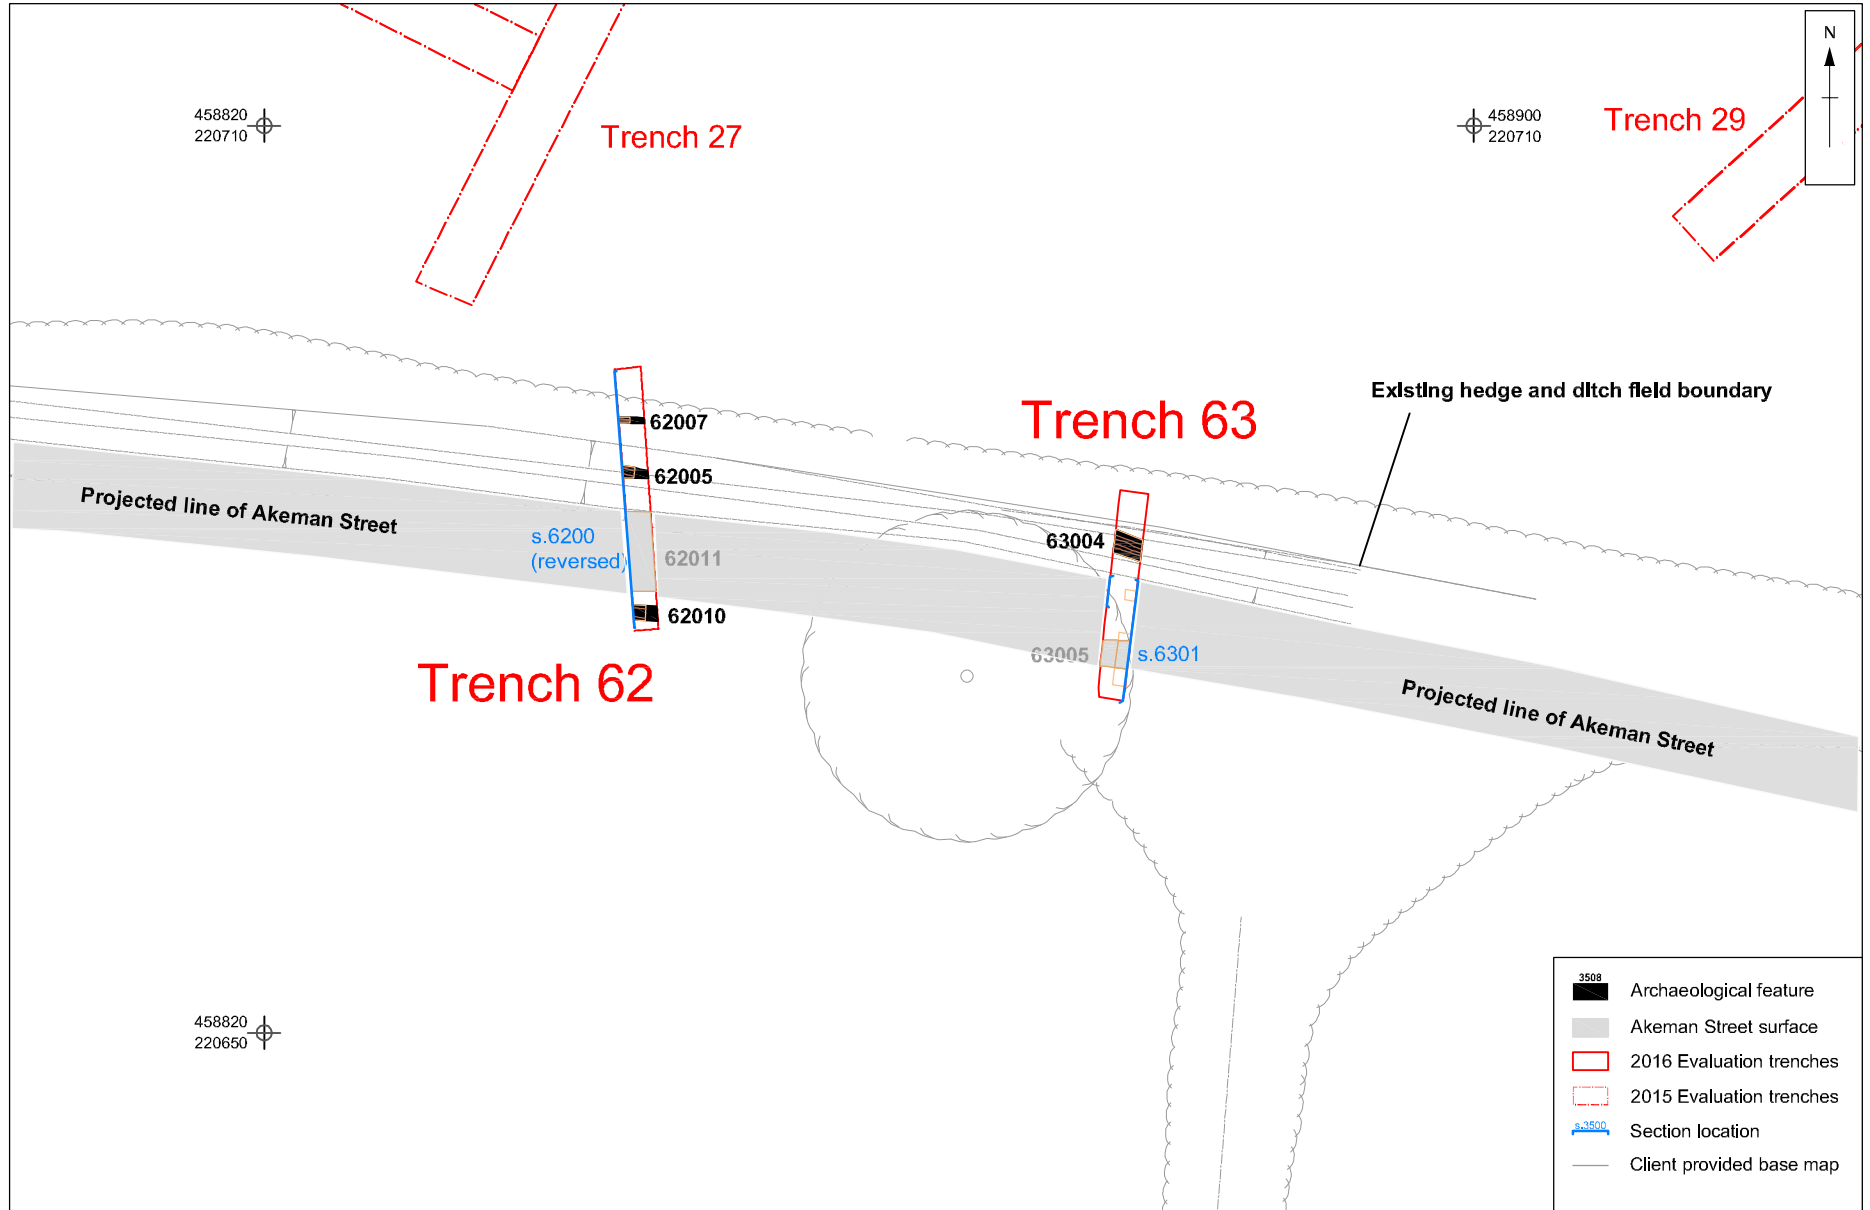 N
458820
220710
Trench 27
458900
220710
Trench 29
Existing hedge and ditch field boundary
Trench 63
62007
62005
Projected line of Akeman Street
s.6200
(reversed)
62011
63004
62010
63005
s.6301
Trench 62
Projected line of Akeman Street
458820
220650
3508
Archaeological feature
Akeman Street surface
2016 Evaluation trenches
2015 Evaluation trenches
s.3500
Section location
Client provided base map